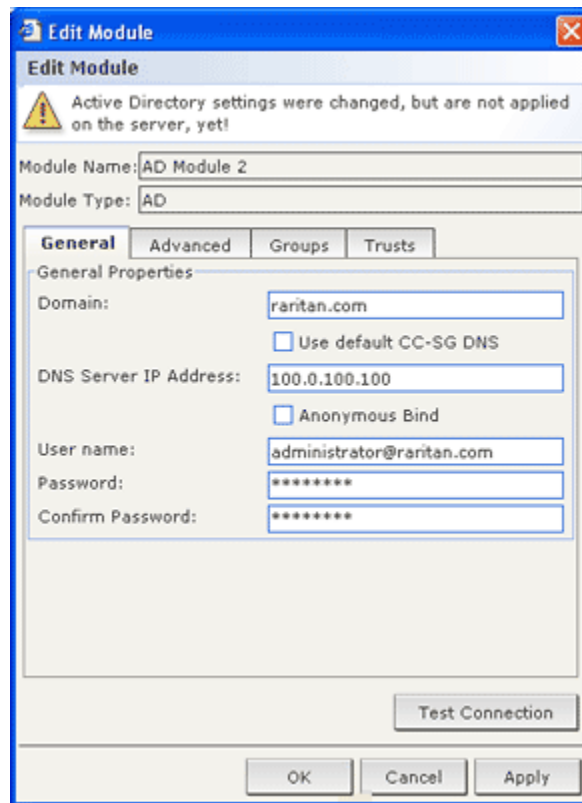 Edit Module
Edit Module
Active Directory settings were changed, but are not applied
on the server, yet!
Module Name: AD Module 2
Module Type: AD
General Advanced Groups Trusts
General Properties
Domain: raritan.com
Use default CC-SG DNS
DNS Server IP Address: 100.0.100.100
Anonymous Bind
User name: administrator@raritan.com
Password: ********
Confirm Password: ********
Test Connection
OK Cancel Apply